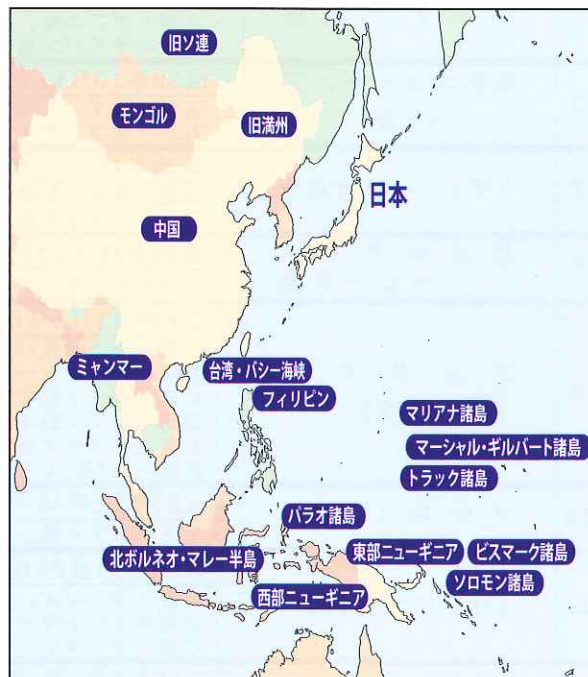 旧ソ連
モンゴル
旧満州
日本
中国
ミャンマー
台湾・バシー海峡
フィリピン
マリアナ諸島
マーシャル・ギルバート諸島
トラック諸島
パラオ諸島
北ボルネオ・マレー半島
東部ニューギニア
ビスマーク諸島
ソロモン諸島
西部ニューギニア